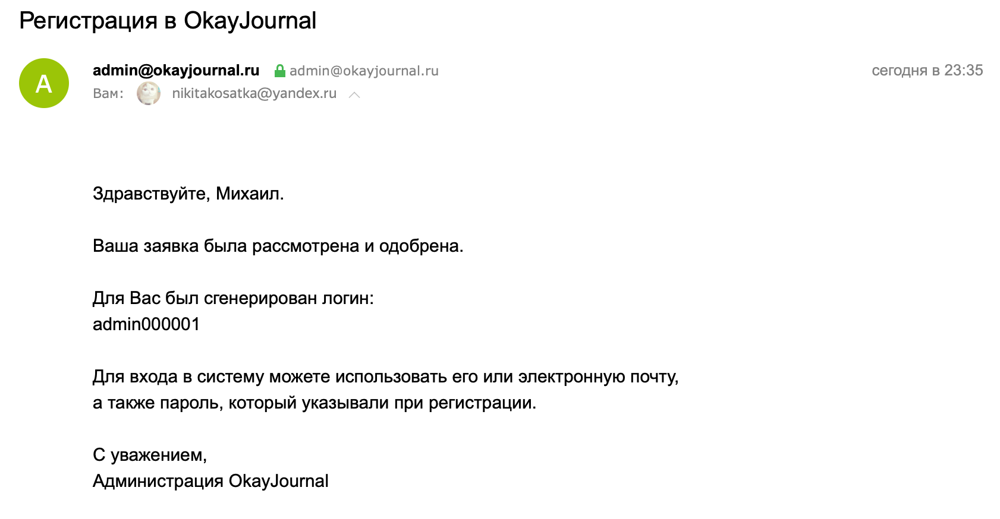 Регистрация в OkayJournal
A
admin@okayjournal.ru admin@okayjournal.ru
сегодня в 23:35
Вам: nikitakosatka@yandex.ru
Здравствуйте, Михаил.
Ваша заявка была рассмотрена и одобрена.
Для Вас был сгенерирован логин:
admin000001
Для входа в систему можете использовать его или электронную почту,
а также пароль, который указывали при регистрации.
С уважением,
Администрация OkayJournal